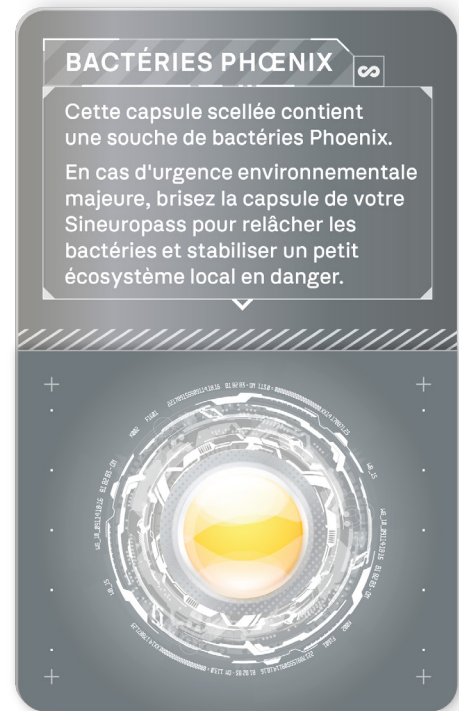 BACTÉRIES PHŒNIX
Cette capsule scellée contient
une souche de bactéries Phoenix.
En cas d'urgence environnementale
majeure, brisez la capsule de votre
Sineuropass pour relâcher les
bactéries et stabiliser un petit
écosystème local en danger.